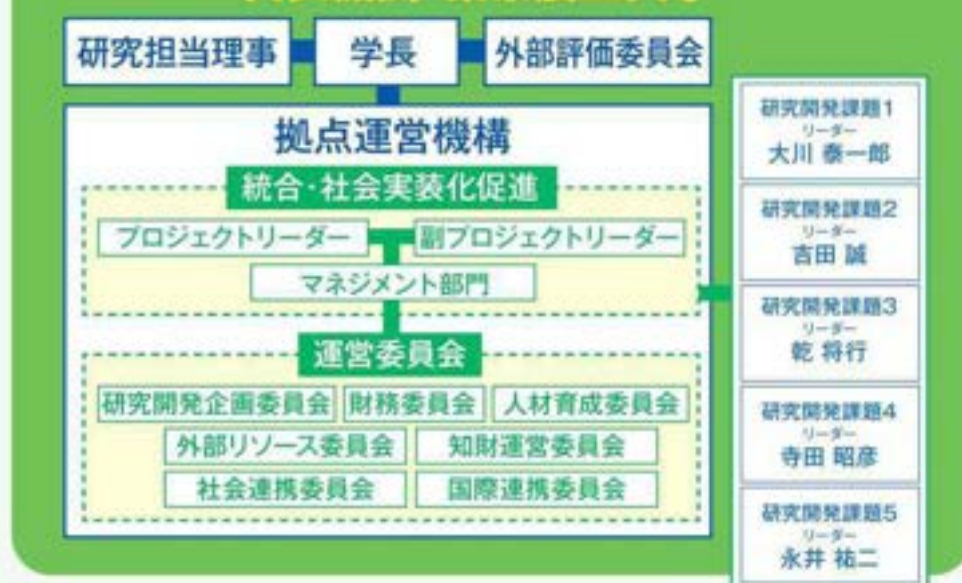 研究担当理事 学長 外部評価委員会
拠点運営機構
統合・社会実装化促進
プロジェクトリーダー 副プロジェクトリーダー
マネジメント部門
運営委員会
研究開発企画委員会 財務委員会 人材育成委員会
外部リソース委員会 知財運営委員会
社会連携委員会 国際連携委員会
研究開発課題1
リーダー
大川 泰一郎
研究開発課題2
リーダー
吉田 誠
研究開発課題3
リーダー
乾 将行
研究開発課題4
リーダー
寺田 昭彦
研究開発課題5
リーダー
永井 祐二